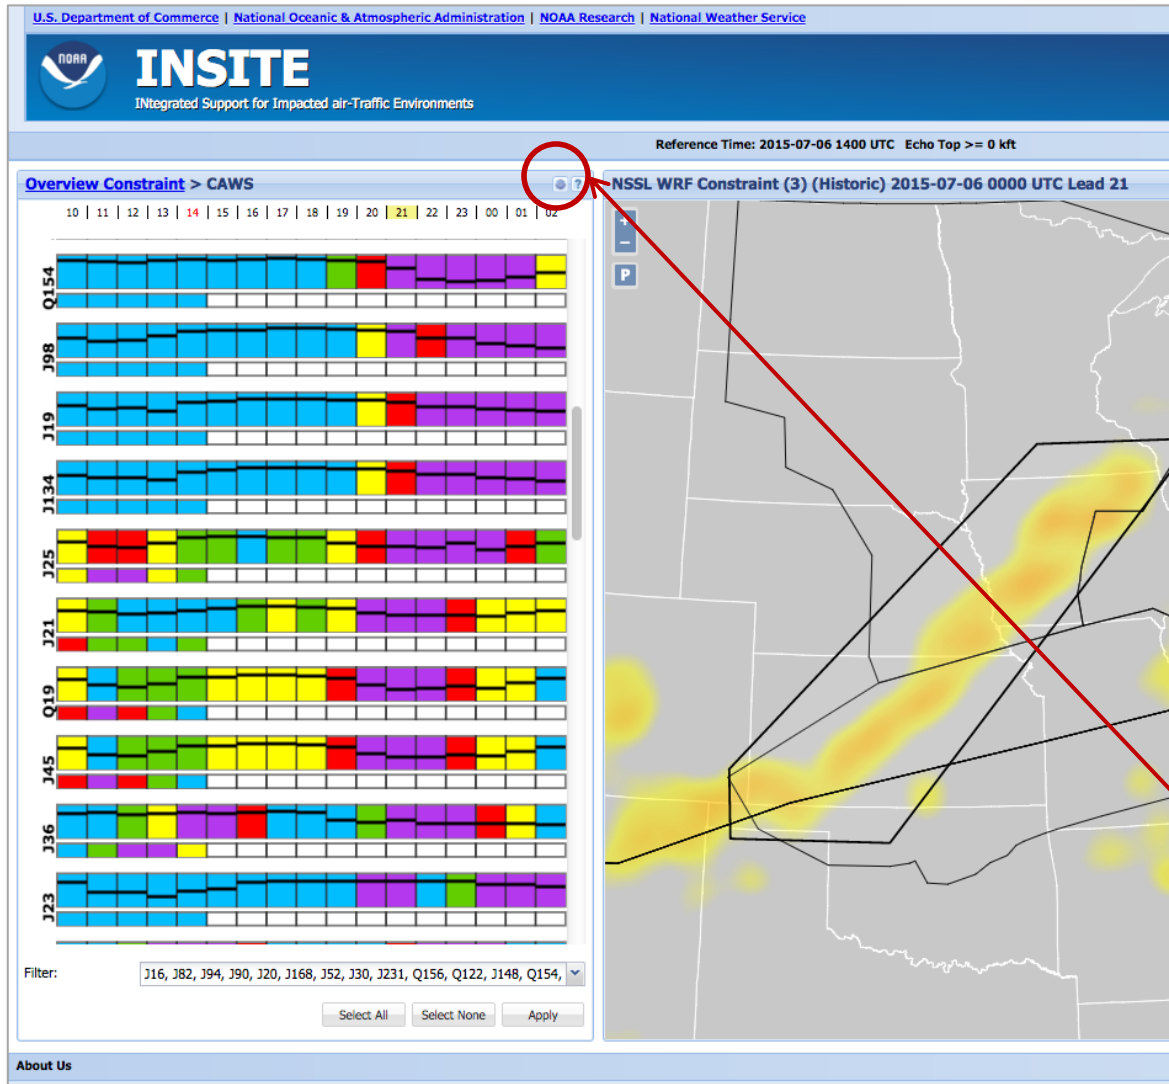 U.S. Department of Commerce | National Oceanic & Atmospheric Administration | NOAA Research | National Weather Service
NOAA
INSITE
INtegrated Support for Impacted air-Traffic Environments
Reference Time: 2015-07-06 1400 UTC Echo Top >= 0 kft
Overview Constraint > CAWS
?
NSSL WRF Constraint (3) (Historic) 2015-07-06 0000 UTC Lead 21
10 | 11 | 12 | 13 | 14 | 15 | 16 | 17 | 18 | 19 | 20 | 21 | 22 | 23 | 00 | 01 | 02
+
−
P
Q154
J98
J19
J134
J25
J21
Q19
J45
J36
J23
Filter:
J16, J82, J94, J90, J20, J168, J52, J30, J231, Q156, Q122, J148, Q154,
Select All
Select None
Apply
About Us